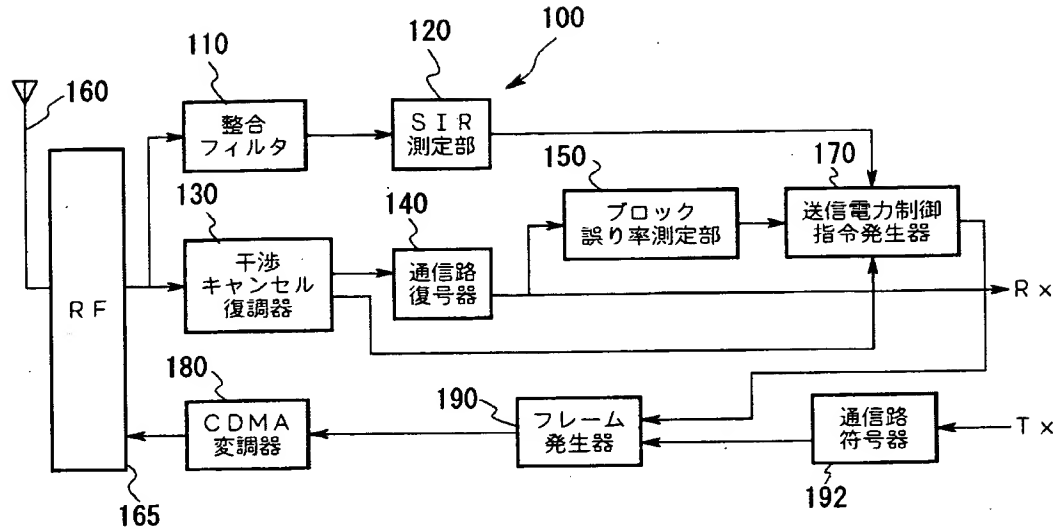 100
110
120
160
整合
フィルタ
SIR
測定部
150
170
130
140
ブロック
誤り率測定部
送信電力制御
指令発生器
干渉
キャンセル
復調器
通信路
復号器
RF
Rx
180
190
CDMA
変調器
フレーム
発生器
通信路
符号器
Tx
192
165